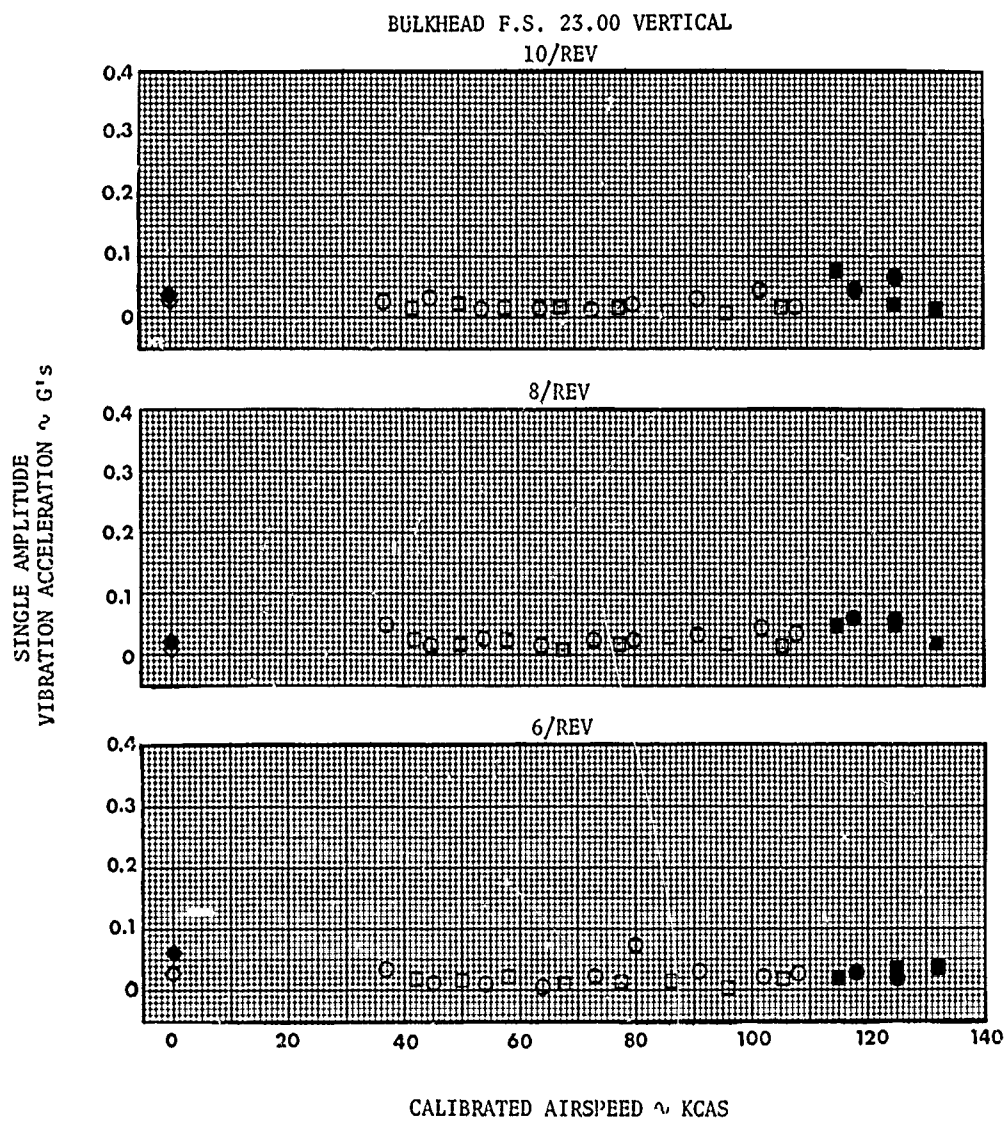 BULKHEAD F.S. 23.00 VERTICAL
10/REV
0.4
0.3
0.2
0.1
0
8/REV
0.4
0.3
0.2
0.1
0
SINGLE AMPLITUDE
VIBRATION ACCELERATION ~ G's
6/REV
0.4
0.3
0.2
0.1
0
0 20 40 60 80 100 120 140
CALIBRATED AIRSPEED ~ KCAS